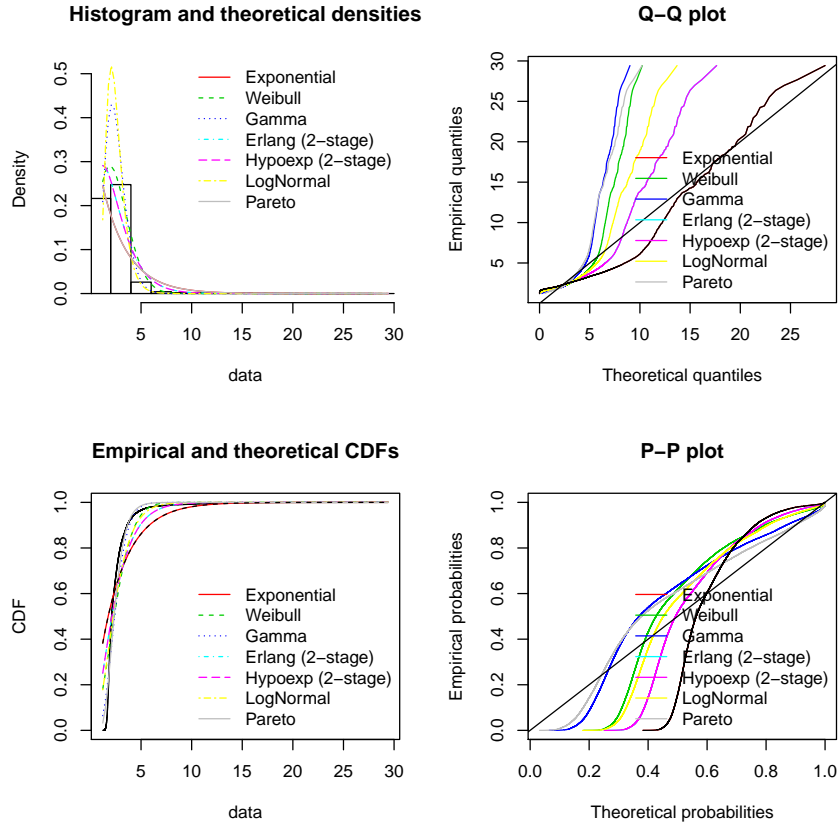 Histogram and theoretical densities
Density
0.0 0.1 0.2 0.3 0.4 0.5
Exponential
Weibull
Gamma
Erlang (2−stage)
Hypoexp (2−stage)
LogNormal
Pareto
5 10 15 20 25 30
data
Q−Q plot
Empirical quantiles
5 10 15 20 25 30
Exponential
Weibull
Gamma
Erlang (2−stage)
Hypoexp (2−stage)
LogNormal
Pareto
0 5 10 15 20 25
Theoretical quantiles
Empirical and theoretical CDFs
CDF
0.0 0.2 0.4 0.6 0.8 1.0
Exponential
Weibull
Gamma
Erlang (2−stage)
Hypoexp (2−stage)
LogNormal
Pareto
5 10 15 20 25 30
data
P−P plot
Empirical probabilities
0.0 0.2 0.4 0.6 0.8 1.0
Exponential
Weibull
Gamma
Erlang (2−stage)
Hypoexp (2−stage)
LogNormal
Pareto
0.0 0.2 0.4 0.6 0.8 1.0
Theoretical probabilities